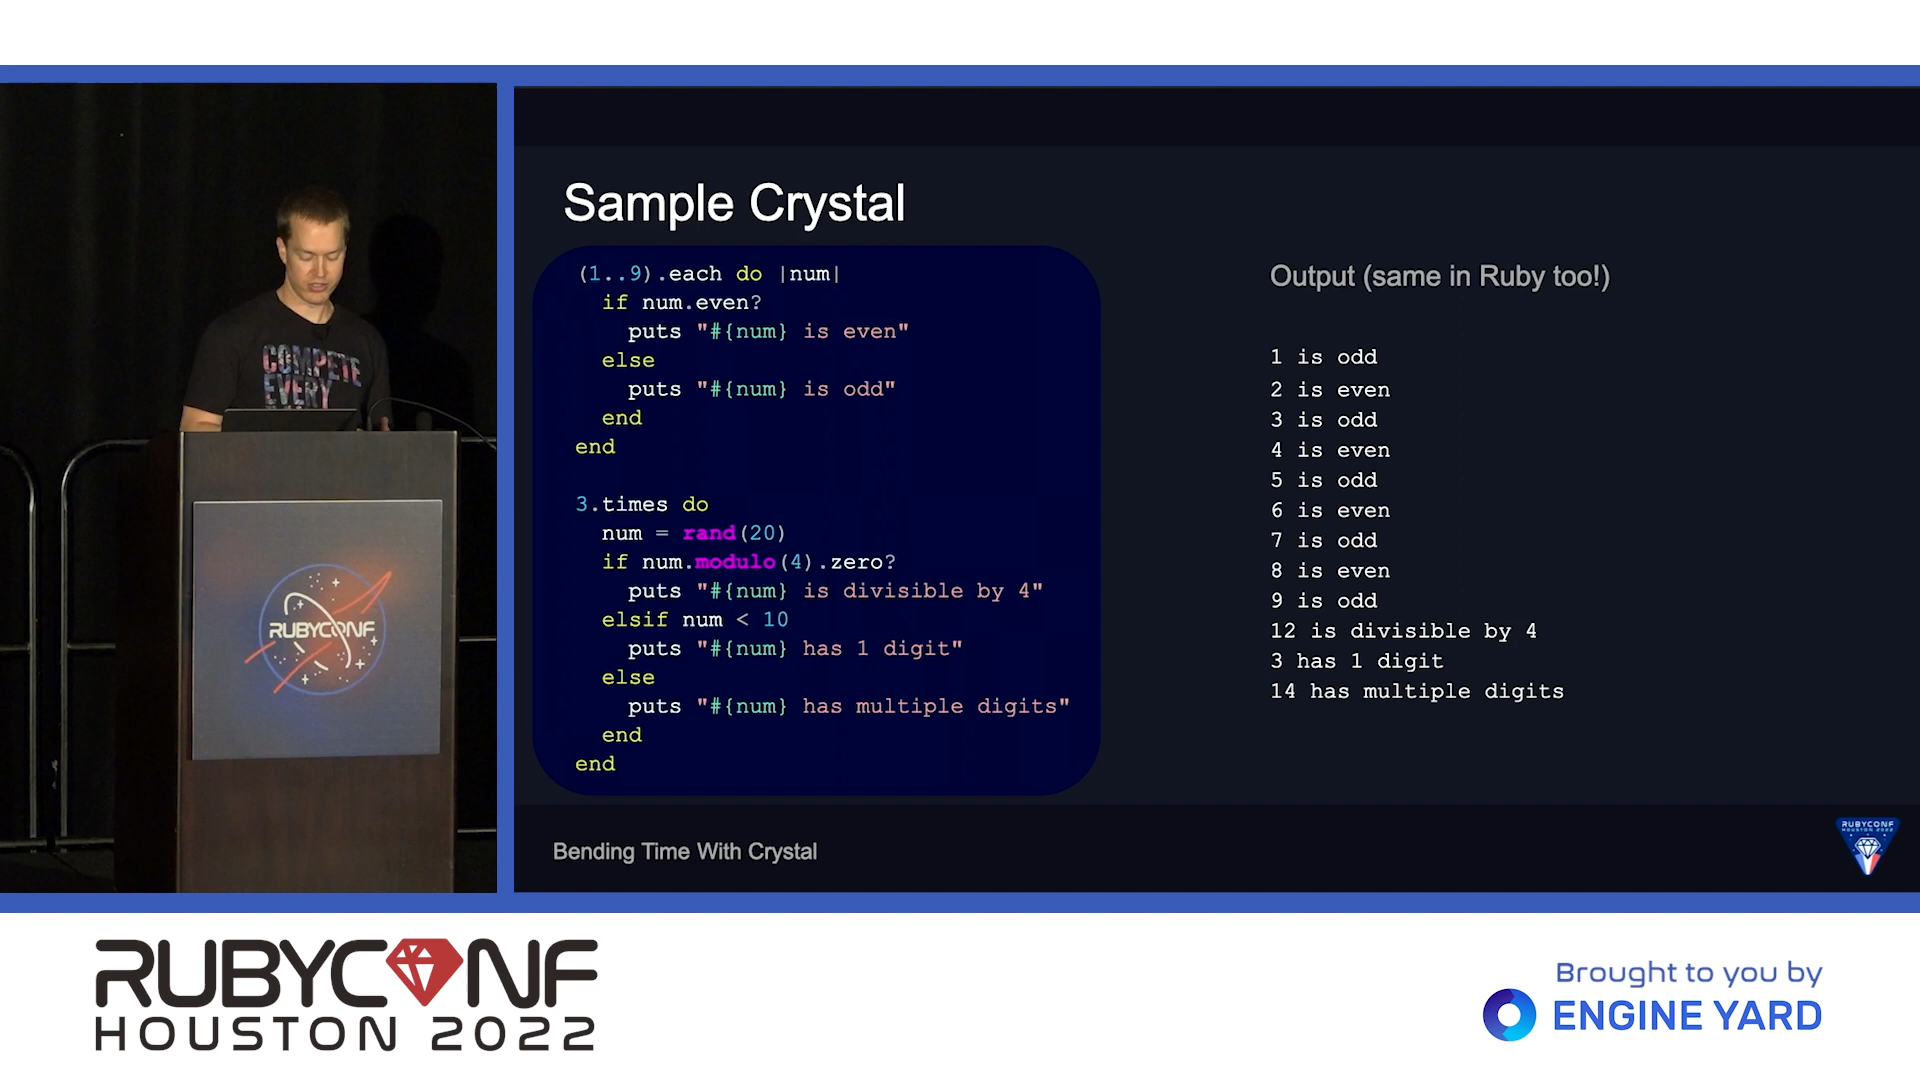 COMPETE
EVERY
RUBYCONF
Sample Crystal
(1..9).each do |num|
  if num.even?
    puts "#{num} is even"
  else
    puts "#{num} is odd"
  end
end
3.times do
  num = rand(20)
  if num.modulo(4).zero?
    puts "#{num} is divisible by 4"
  elsif num < 10
    puts "#{num} has 1 digit"
  else
    puts "#{num} has multiple digits"
  end
end
Output (same in Ruby too!)
1 is odd
2 is even
3 is odd
4 is even
5 is odd
6 is even
7 is odd
8 is even
9 is odd
12 is divisible by 4
3 has 1 digit
14 has multiple digits
Bending Time With Crystal
RUBYCONF
HOUSTON 2022
RUBYCONF
HOUSTON 2022
Brought to you by
ENGINE YARD